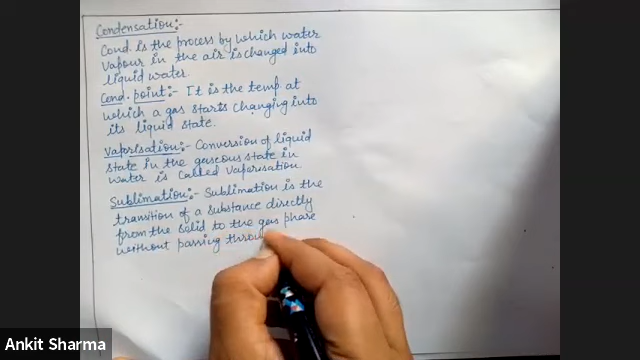 Condensation:-
Cond. is the process by which water
vapour in the air is changed into
liquid water.
Cond. point:- It is the temp. at
which a gas starts changing into
its liquid state.
Vaporisation:- Conversion of liquid
state in the gaseous state in
water is called vaporisation.
Sublimation:- Sublimation is the
transition of a substance directly
from the solid to the gas phase
without passing throu
Ankit Sharma